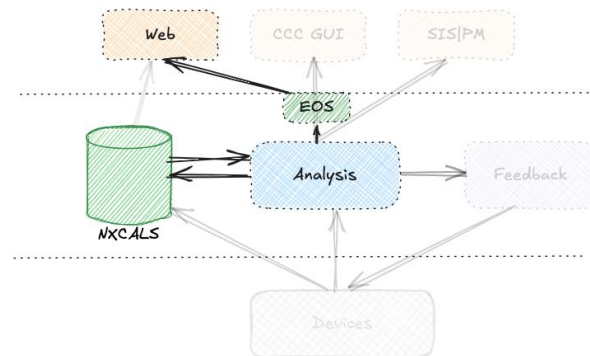 Web
CCC GUI
SIS|PM
EOS
Analysis
Feedback
NXCALS
Devices